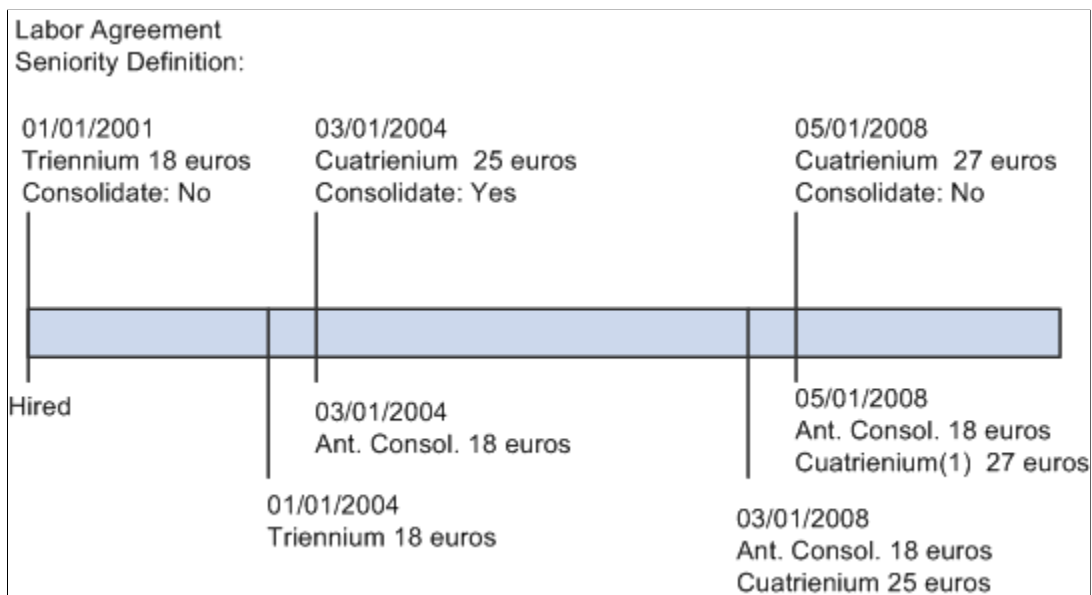 Labor Agreement
Seniority Definition:
01/01/2001
Triennium 18 euros
Consolidate: No
03/01/2004
Cuatrienium 25 euros
Consolidate: Yes
05/01/2008
Cuatrienium 27 euros
Consolidate: No
Hired
03/01/2004
Ant. Consol. 18 euros
05/01/2008
Ant. Consol. 18 euros
Cuatrienium(1) 27 euros
01/01/2004
Triennium 18 euros
03/01/2008
Ant. Consol. 18 euros
Cuatrienium 25 euros